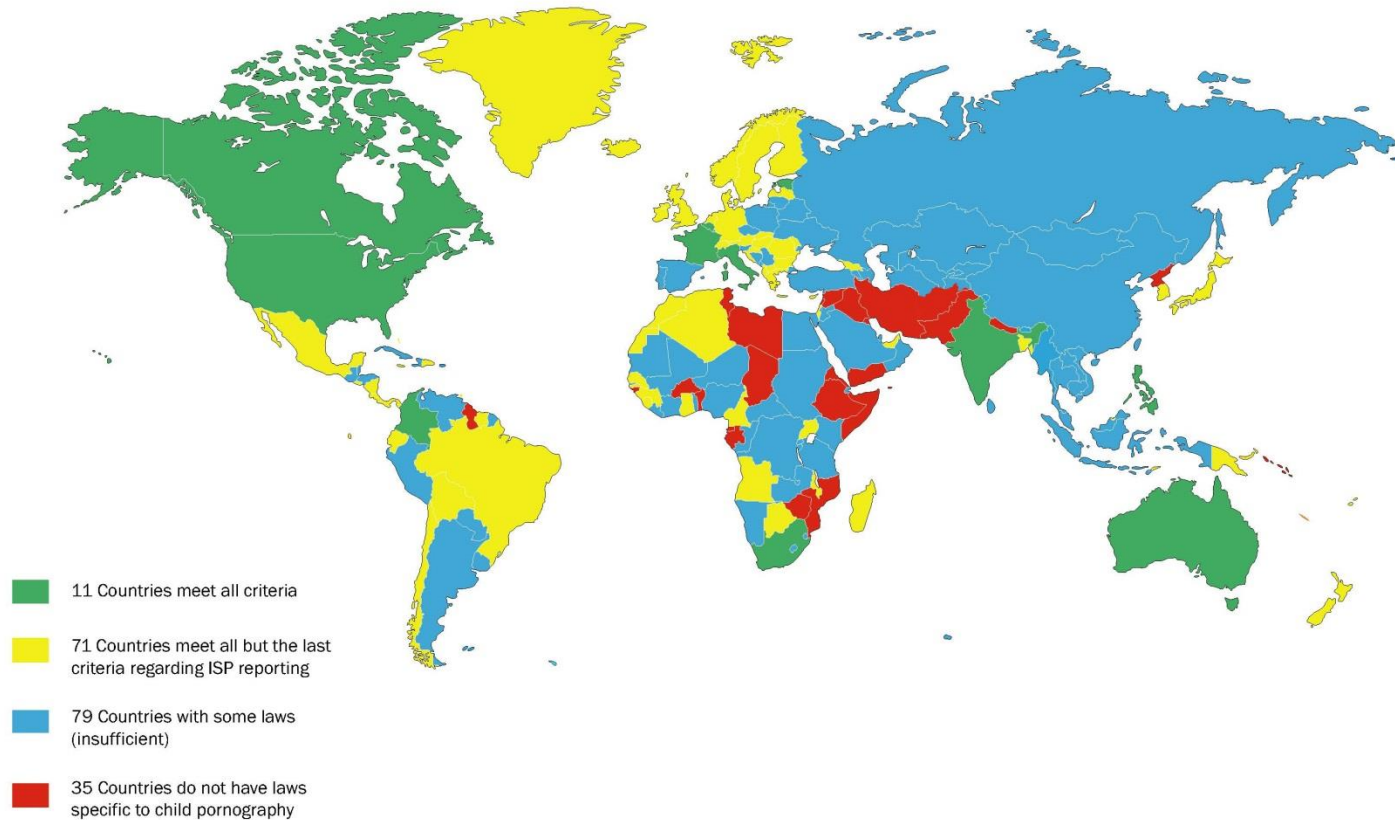 11 Countries meet all criteria
71 Countries meet all but the last
criteria regarding ISP reporting
79 Countries with some laws
(insufficient)
35 Countries do not have laws
specific to child pornography